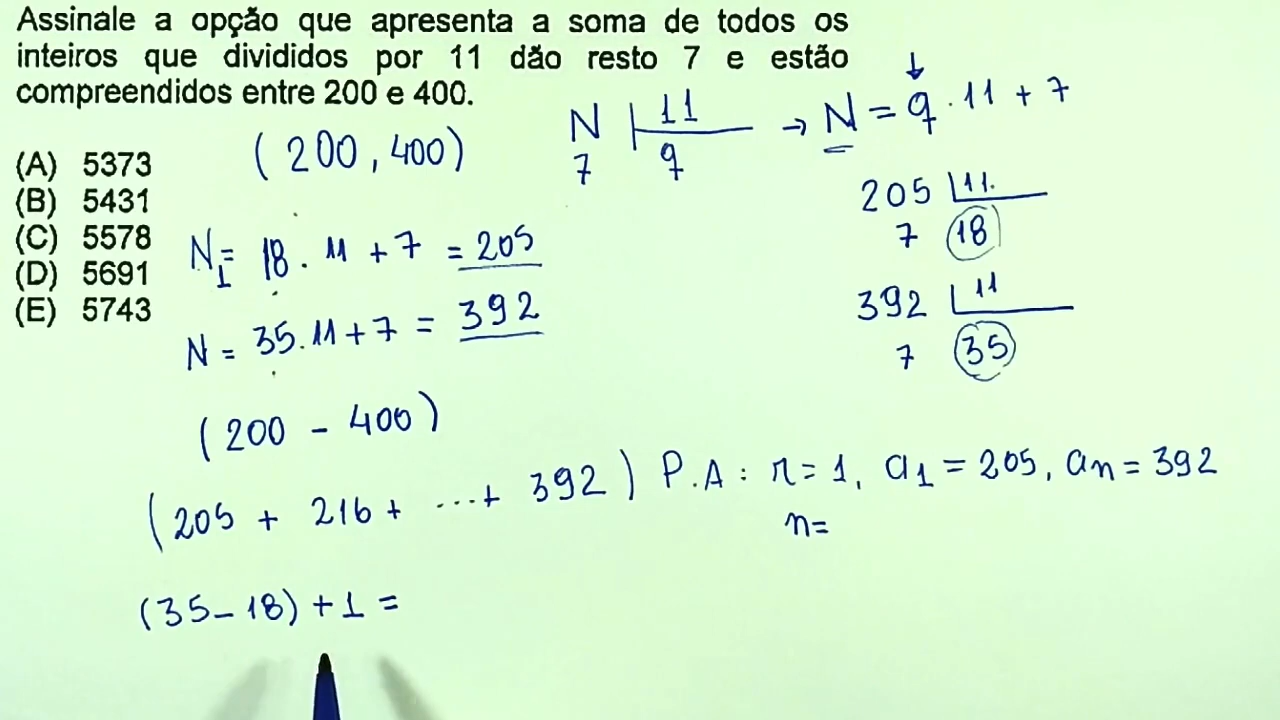 Assinale a opção que apresenta a soma de todos os
inteiros que divididos por 11 dão resto 7 e estão
compreendidos entre 200 e 400.
(A) 5373
(B) 5431
(C) 5578
(D) 5691
(E) 5743
(200, 400)
N | 11
7 q
→ N = q . 11 + 7
205 | 11.
7 18
392 | 11
7 35
N1 = 18 . 11 + 7 = 205
N = 35.11 + 7 = 392
(200 - 400)
(205 + 216 + ... + 392) P.A : r = 1, a1 = 205, an = 392
n =
(35 - 18) + 1 =